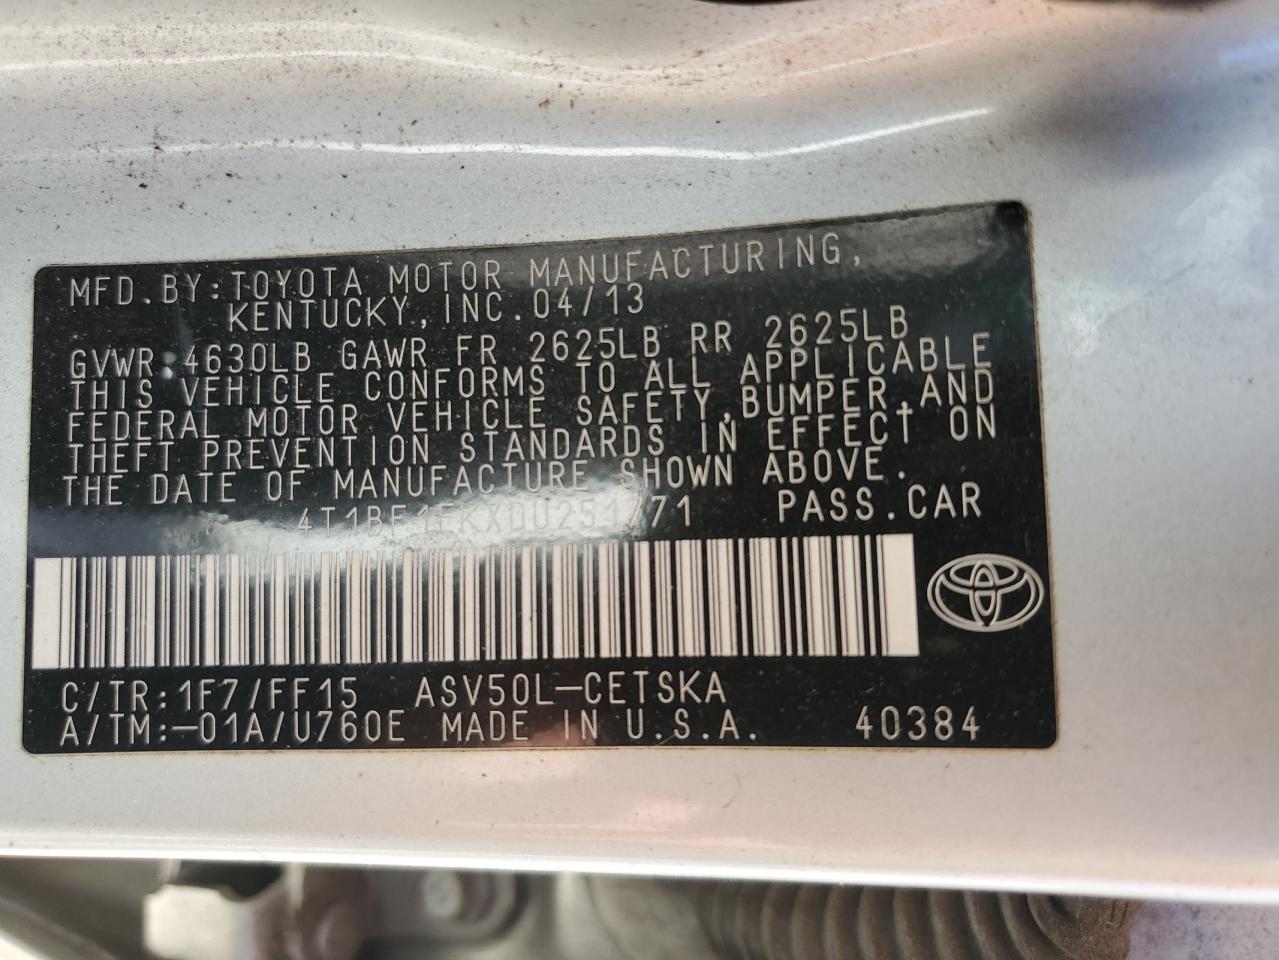 MFD.BY:TOYOTA MOTOR MANUFACTURING,
KENTUCKY, INC. 04/13
GVWR:4630LB GAWR FR 2625LB RR 2625LB
THIS VEHICLE CONFORMS TO ALL APPLICABLE
FEDERAL MOTOR VEHICLE SAFETY,BUMPER,AND
THEFT PREVENTION STANDARDS IN EFFECT ON
THE DATE OF MANUFACTURE SHOWN ABOVE.
4T1BF1FKXDU251771 PASS.CAR
C/TR:1F7/FF15 ASV50L-CETSKA
A/TM:-01A/U760E MADE IN U.S.A. 40384